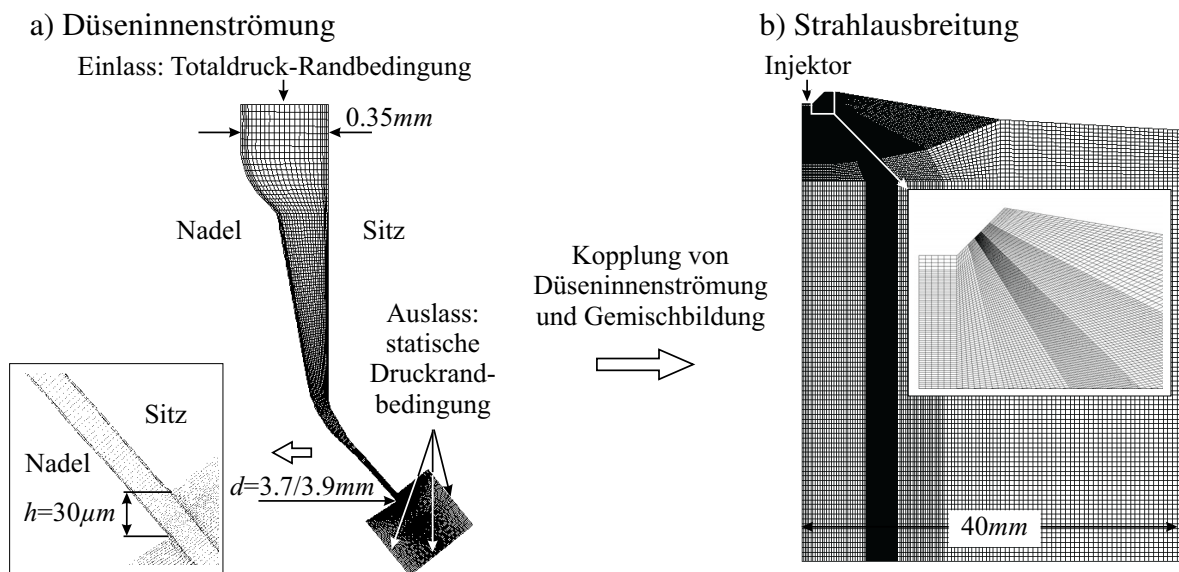 a) Düseninnenströmung
Einlass: Totaldruck-Randbedingung
0.35mm
Nadel
Sitz
Auslass:
statische
Druckrand-
bedingung
d=3.7/3.9mm
Sitz
Nadel
h=30µm
Kopplung von
Düseninnenströmung
und Gemischbildung
b) Strahlausbreitung
Injektor
40mm